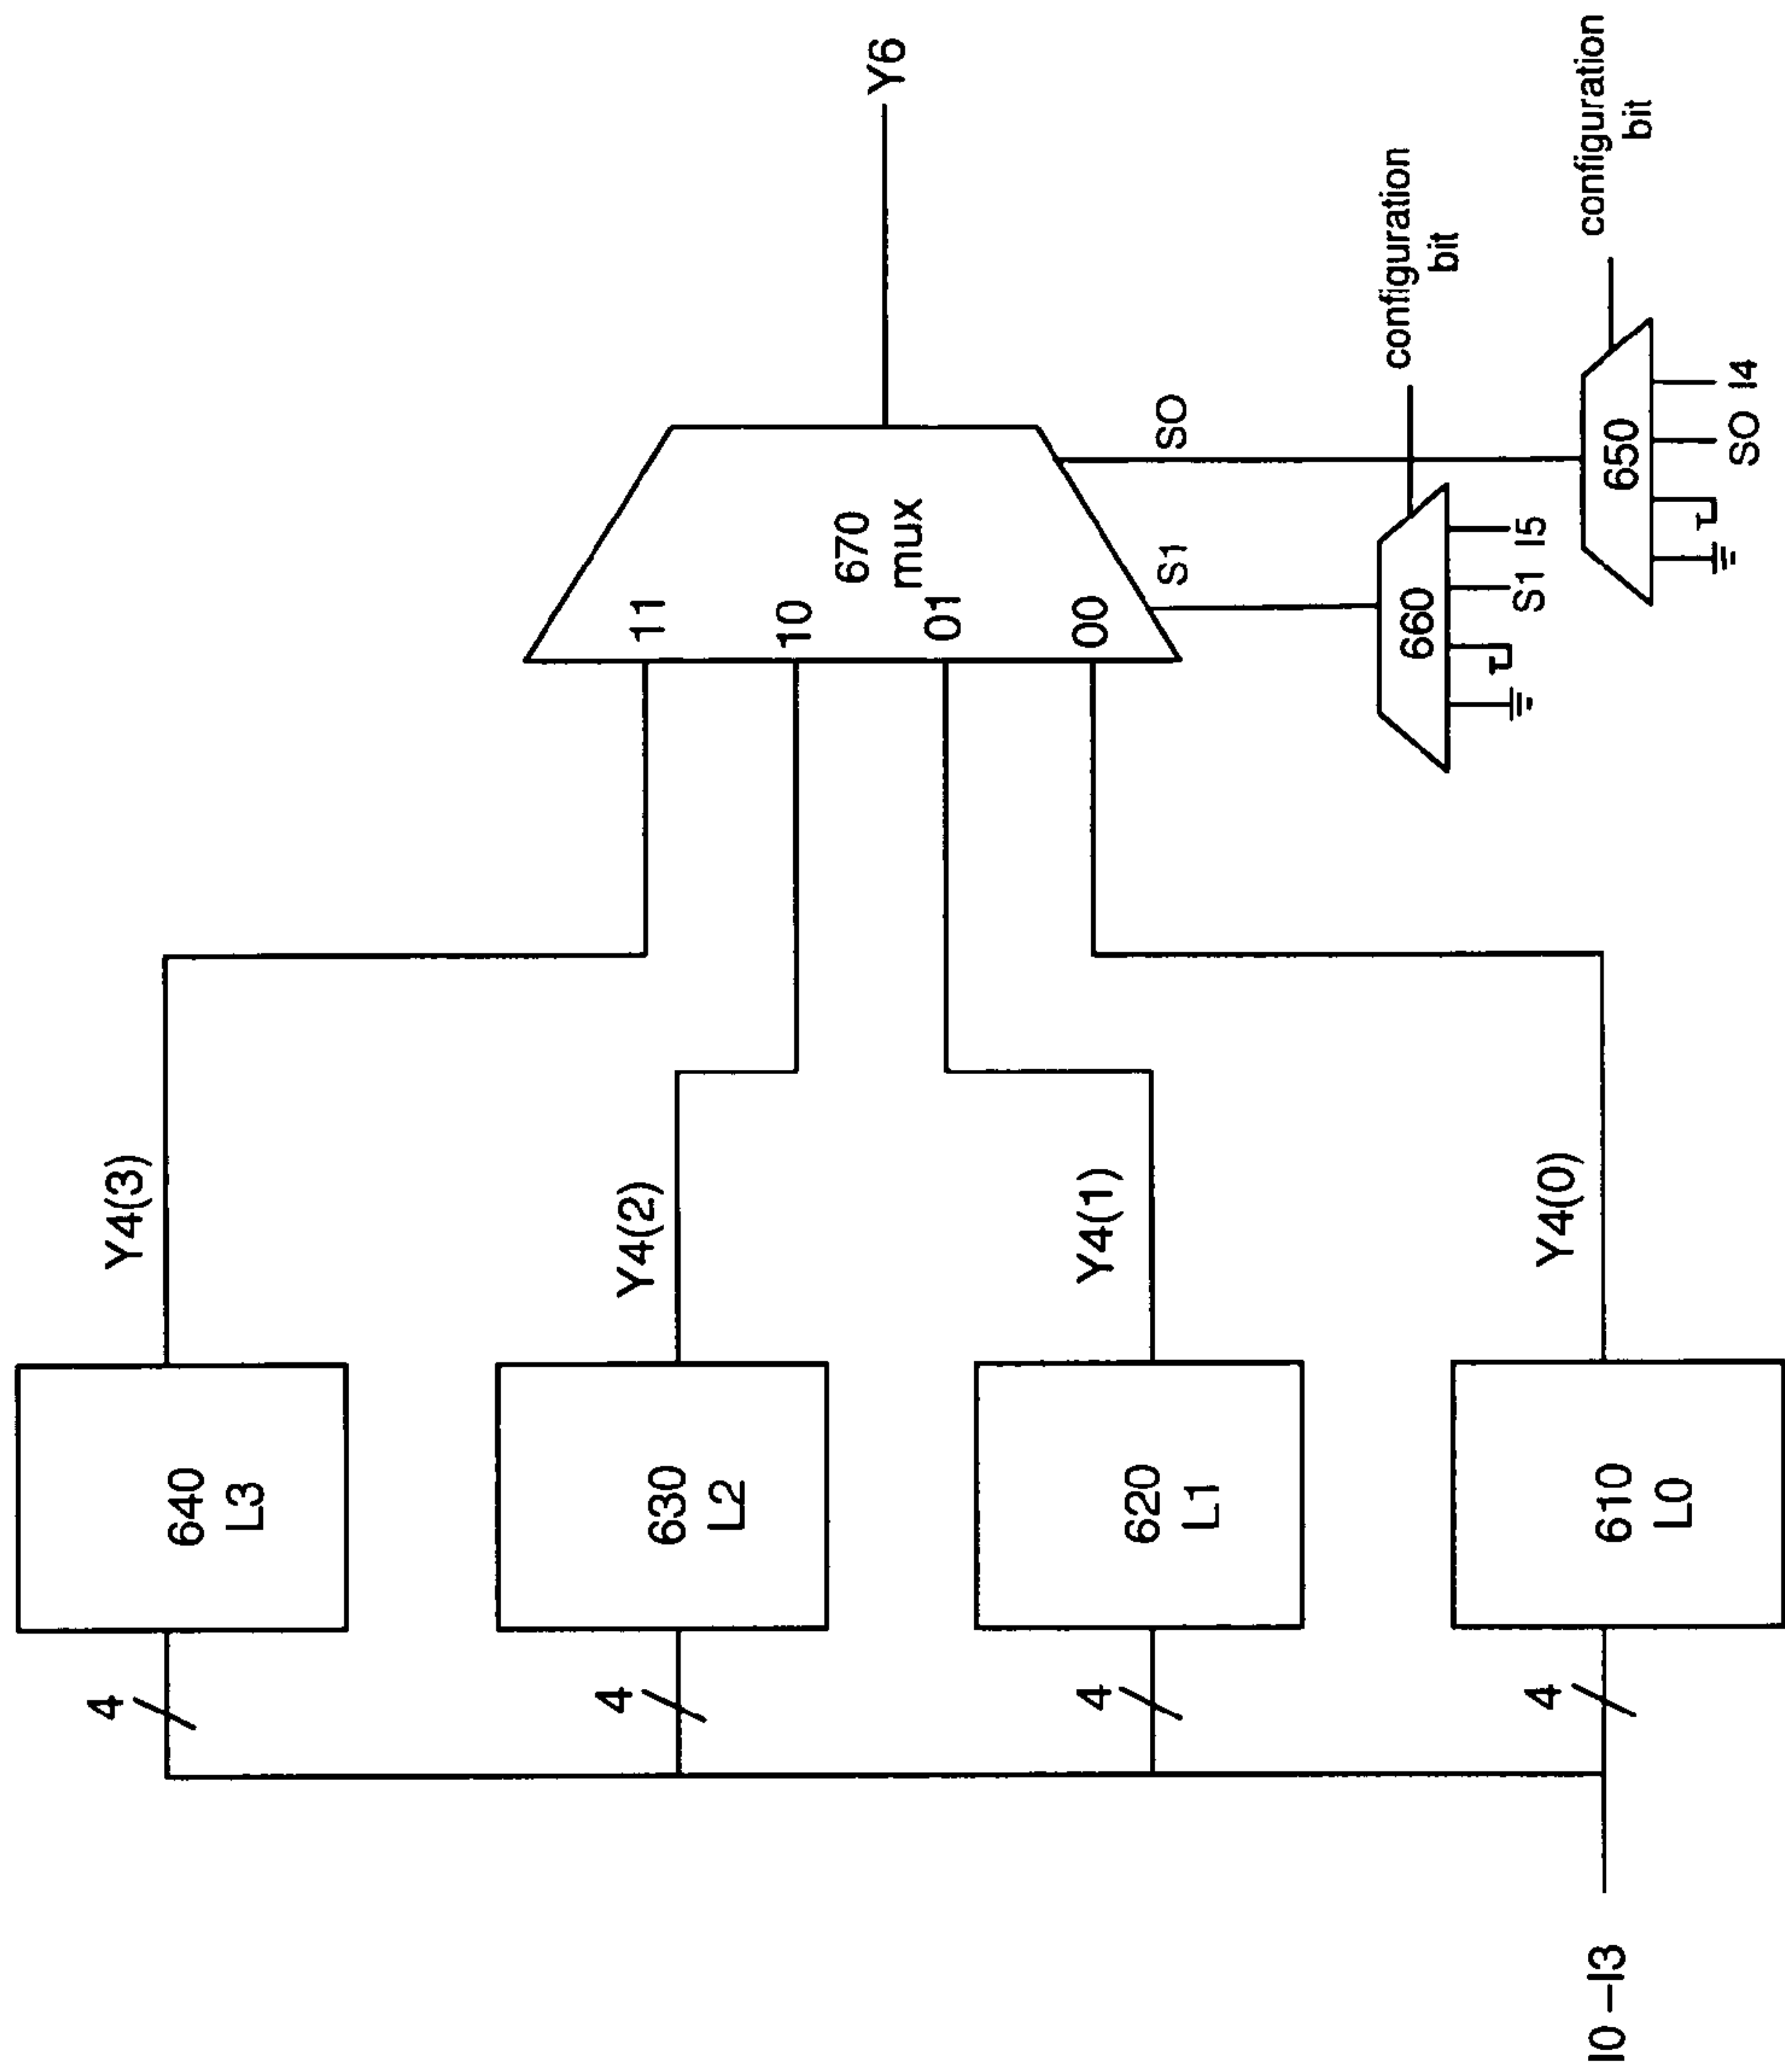 4
640
L3
Y4(3)
4
630
L2
Y4(2)
4
620
L1
Y4(1)
4
610
L0
Y4(0)
I0 –I3
11
10
01
00
670
mux
Y6
S1
SO
660
S1
I5
configuration
bit
650
SO
I4
configuration
bit